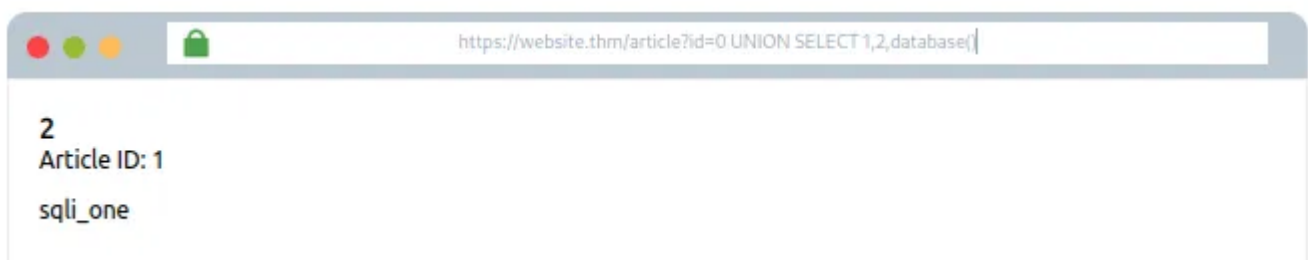 https://website.thm/article?id=0 UNION SELECT 1,2,database()
2
Article ID: 1
sqli_one